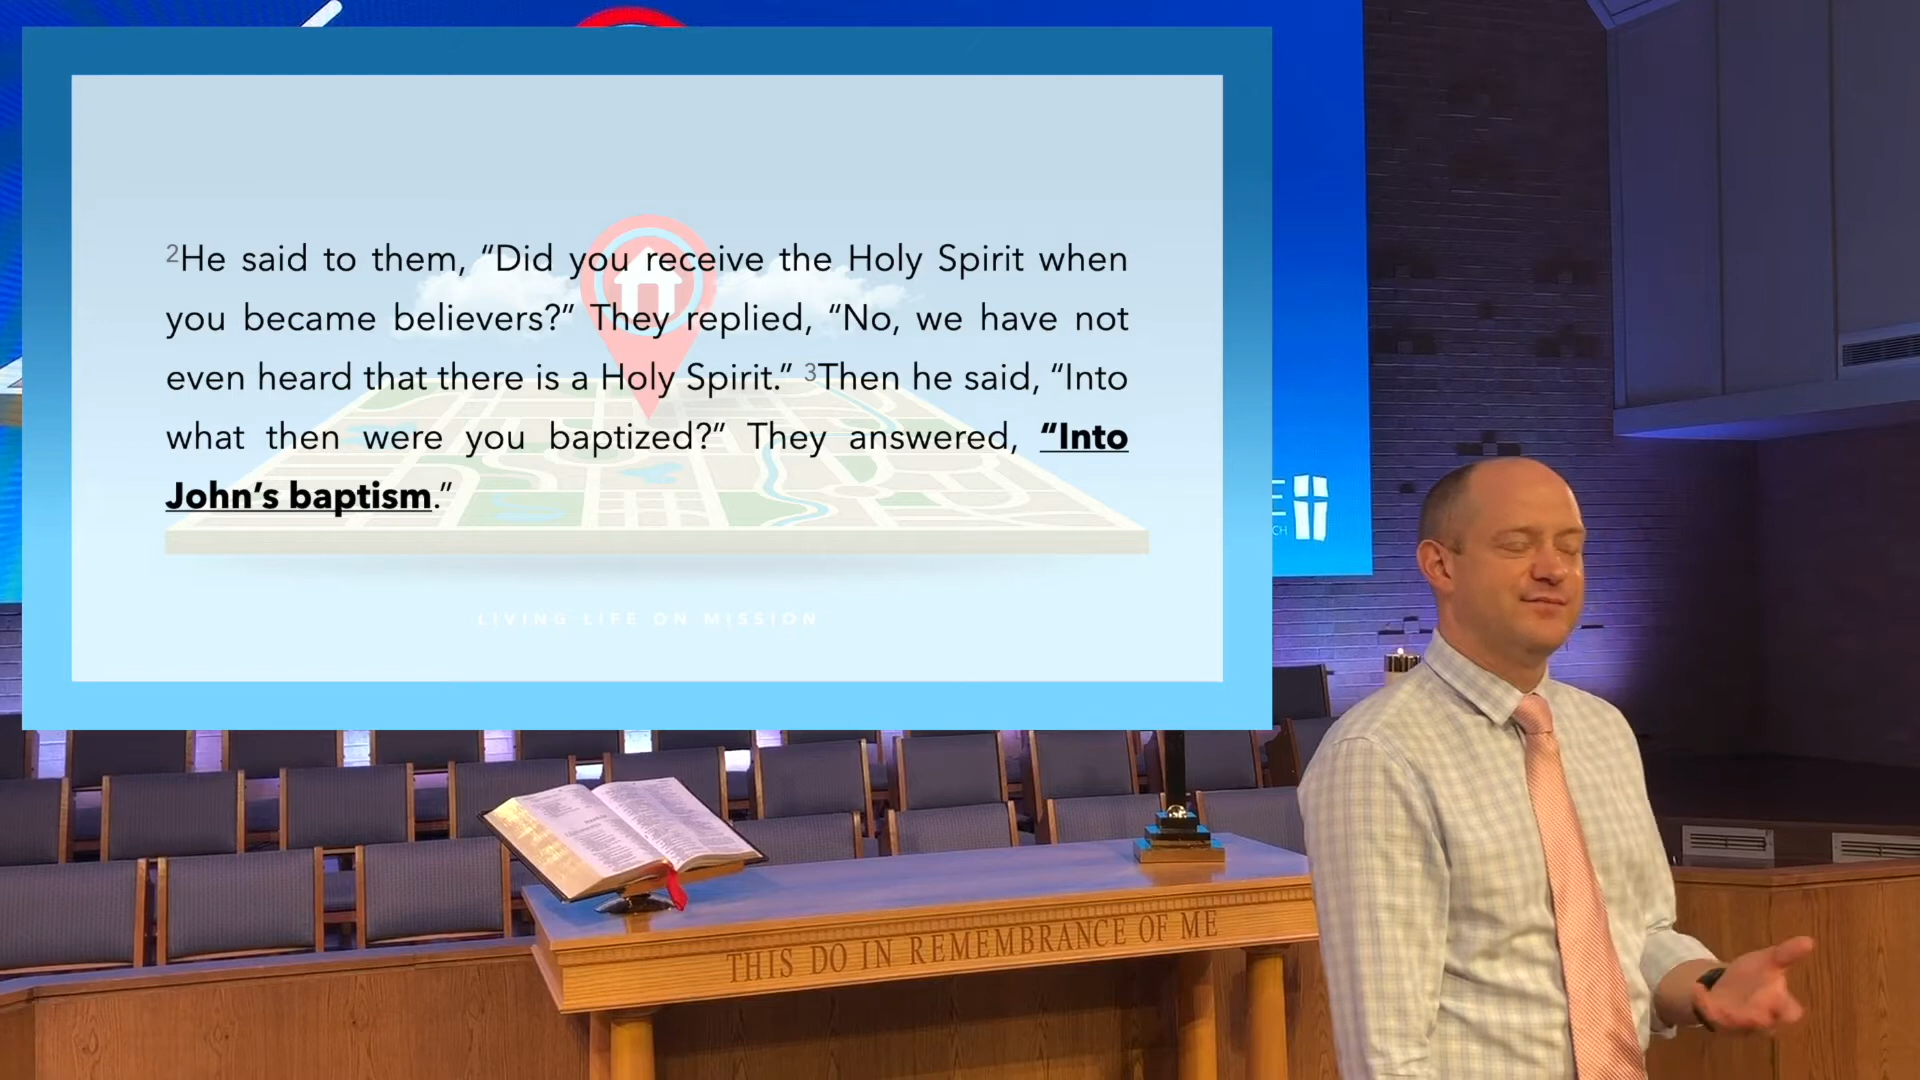 ²He said to them, “Did you receive the Holy Spirit when
you became believers?” They replied, “No, we have not
even heard that there is a Holy Spirit.” ³Then he said, “Into
what then were you baptized?” They answered, “Into
John’s baptism.”
LIVING LIFE ON MISSION
E
CH
THIS DO IN REMEMBRANCE OF ME